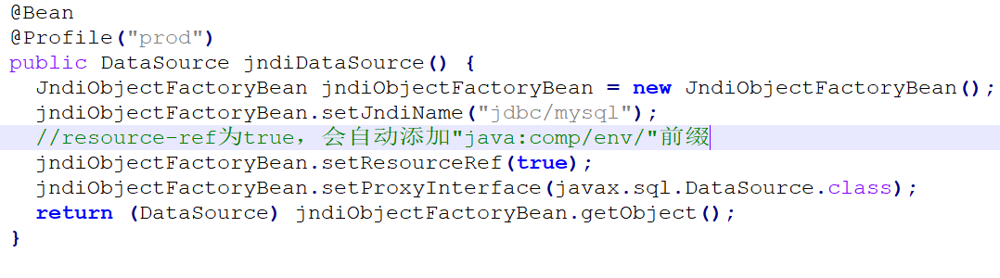 @Bean
@Profile("prod")
public DataSource jndiDataSource() {
  JndiObjectFactoryBean jndiObjectFactoryBean = new JndiObjectFactoryBean();
  jndiObjectFactoryBean.setJndiName("jdbc/mysql");
  //resource-ref为true，会自动添加"java:comp/env/"前缀
  jndiObjectFactoryBean.setResourceRef(true);
  jndiObjectFactoryBean.setProxyInterface(javax.sql.DataSource.class);
  return (DataSource) jndiObjectFactoryBean.getObject();
}